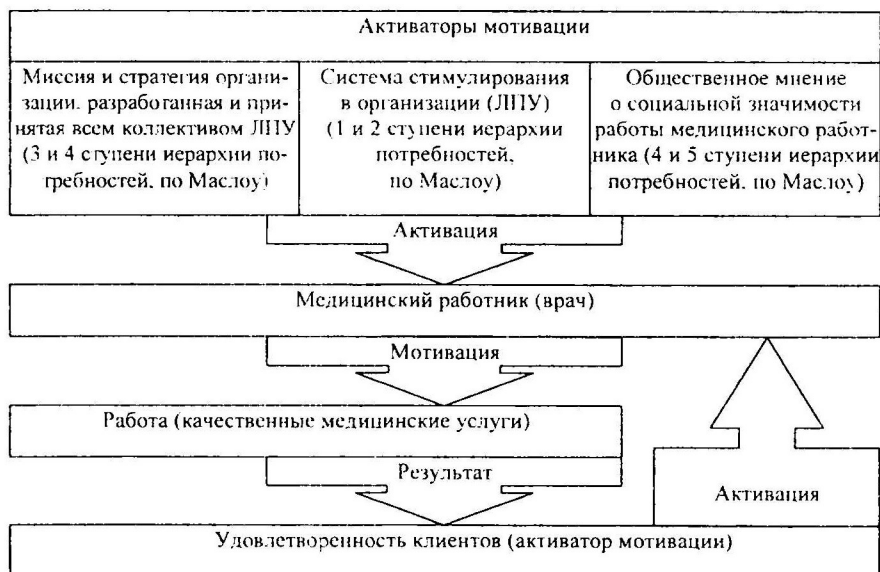 Активаторы мотивации
Миссия и стратегия органи-
зации. разработанная и при-
нятая всем коллективом ЛПУ
(3 и 4 ступени иерархии по-
требностей. по Маслоу)
Система стимулирования
в организации (ЛПУ)
(1 и 2 ступени иерархии
потребностей.
по Маслоу)
Общественное мнение
о социальной значимости
работы медицинского работ-
ника (4 и 5 ступени иерархии
потребностей. по Маслоу)
Активация
Медицинский работник (врач)
Мотивация
Работа (качественные медицинские услуги)
Результат
Активация
Удовлетворенность клиентов (активатор мотивации)